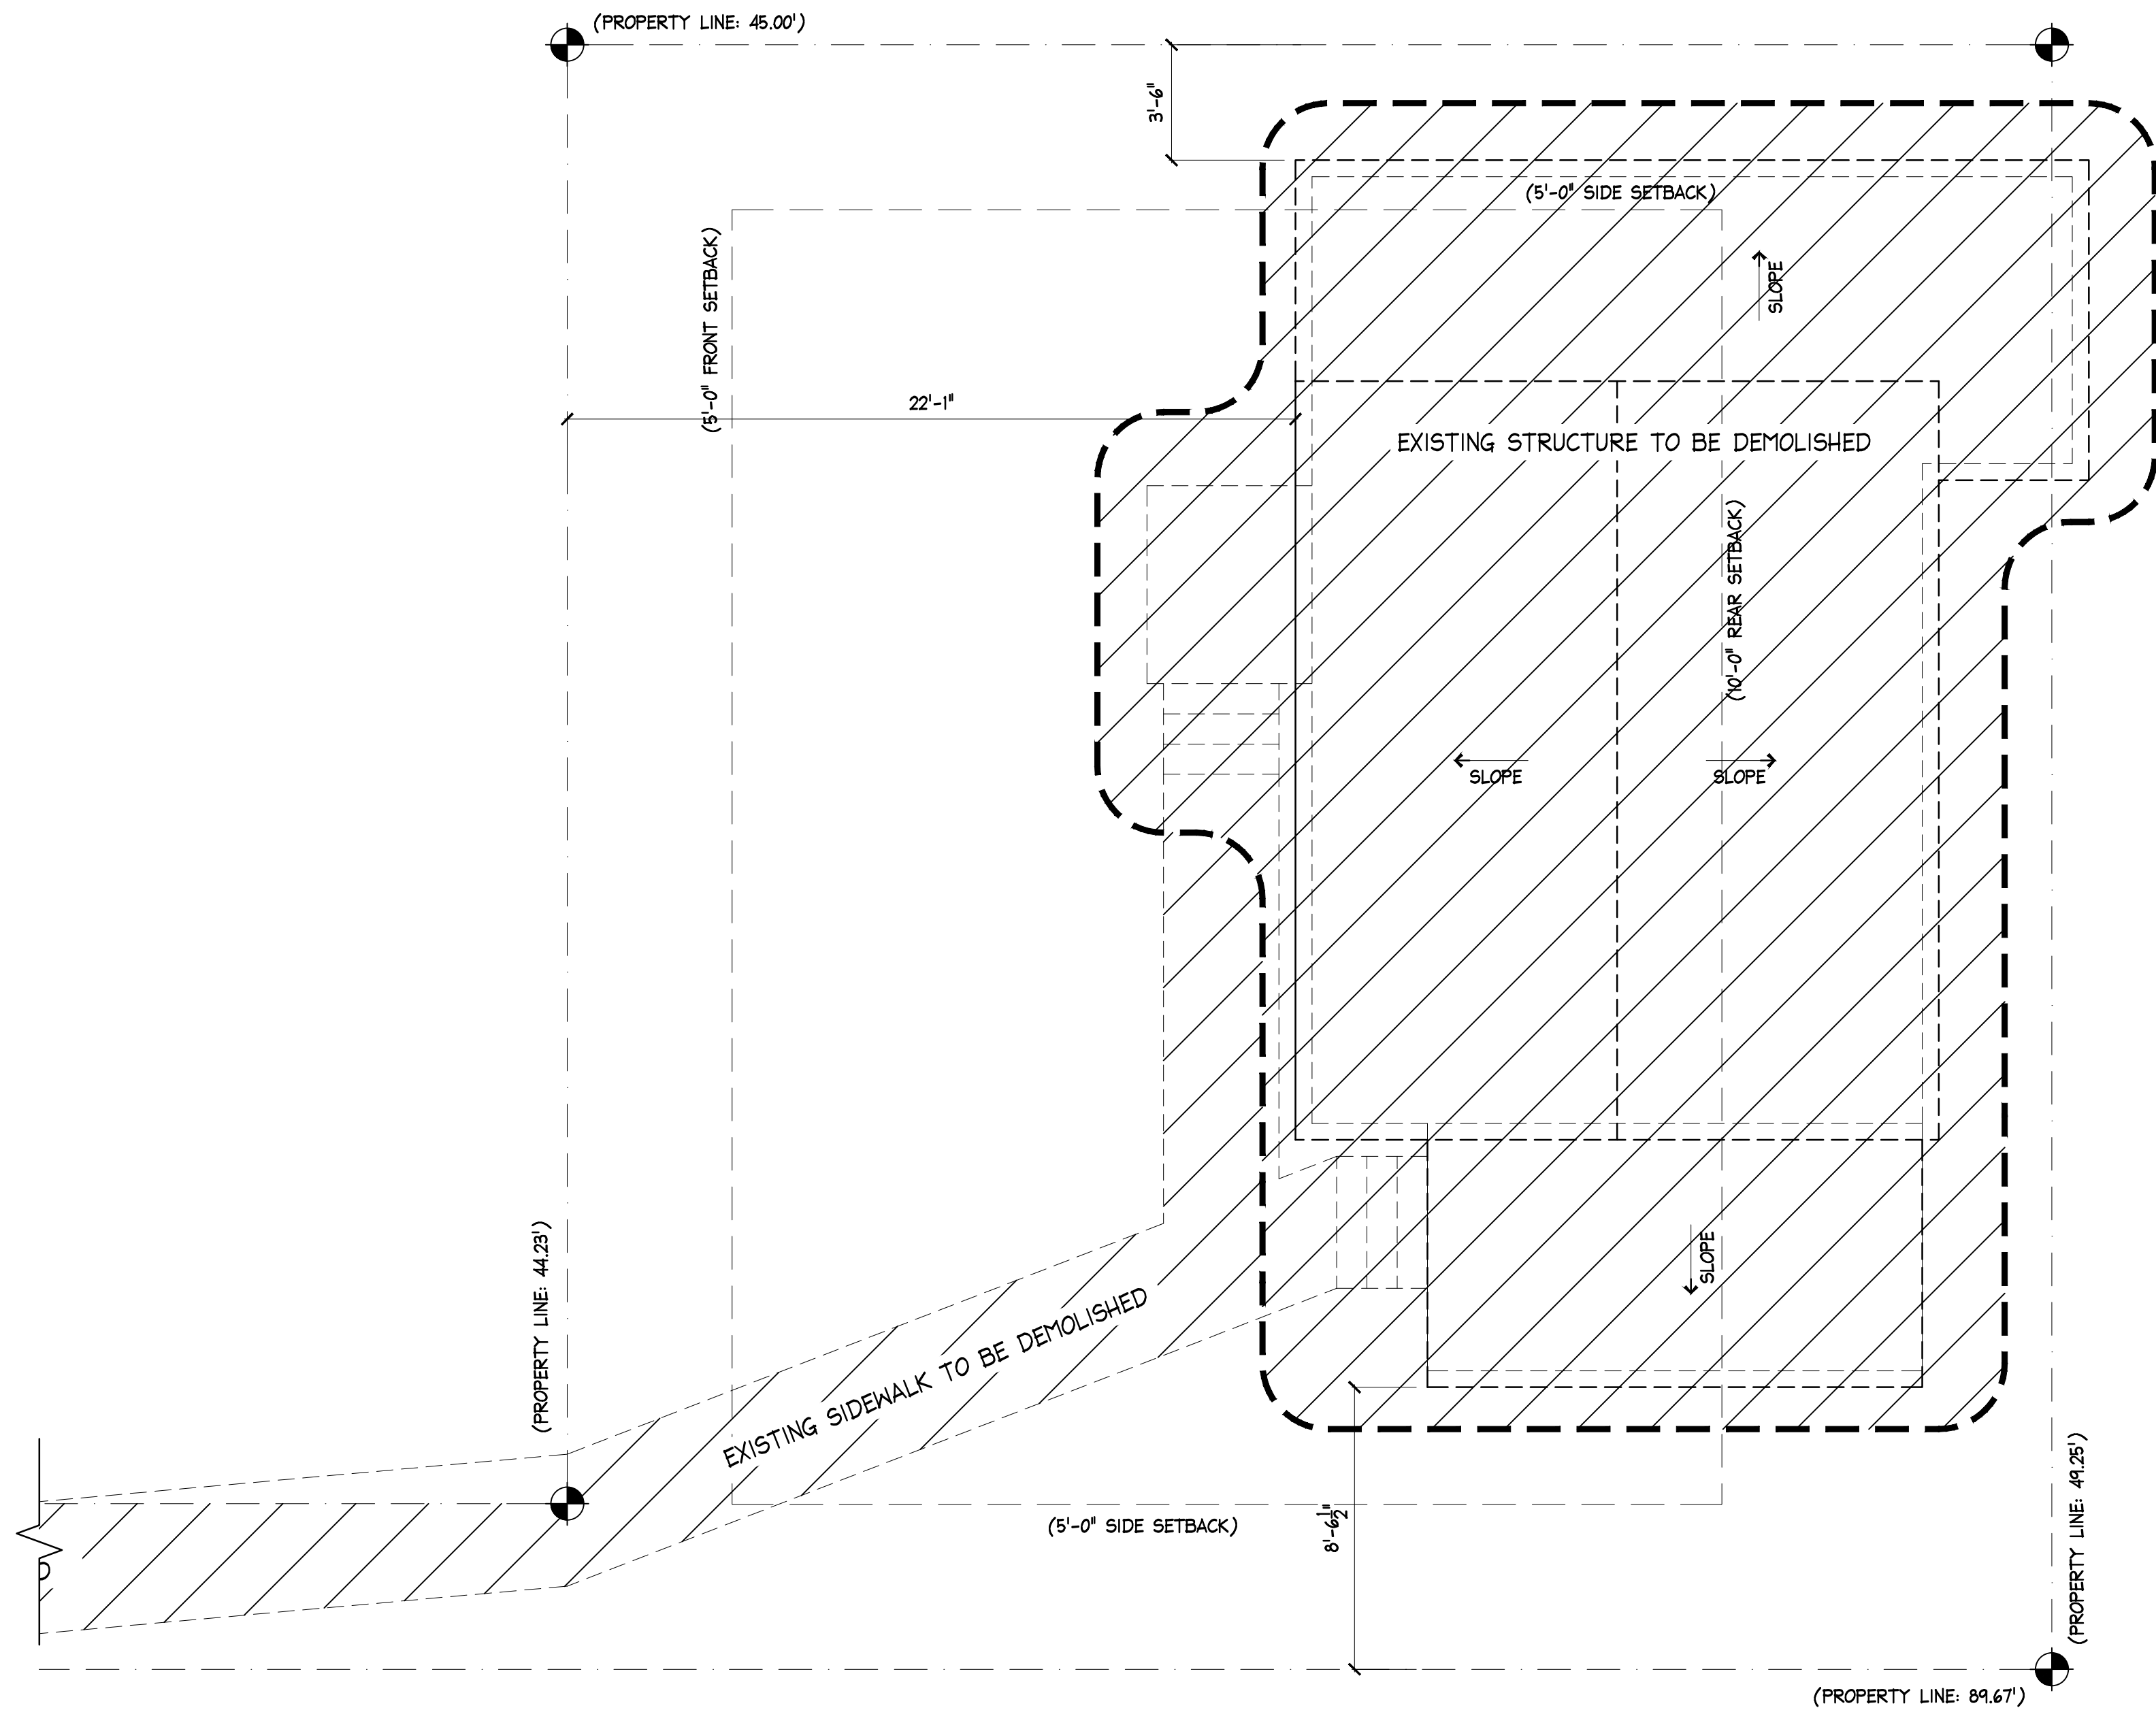 (PROPERTY LINE: 45.00')
3'-6"
(5'-0" SIDE SETBACK)
(5'-0" FRONT SETBACK)
SLOPE
22'-1"
EXISTING STRUCTURE TO BE DEMOLISHED
(10'-0" REAR SETBACK)
SLOPE
SLOPE
(PROPERTY LINE: 44.23')
SLOPE
EXISTING SIDEWALK TO BE DEMOLISHED
(5'-0" SIDE SETBACK)
8'-6 1/2"
(PROPERTY LINE: 49.25')
(PROPERTY LINE: 89.67')